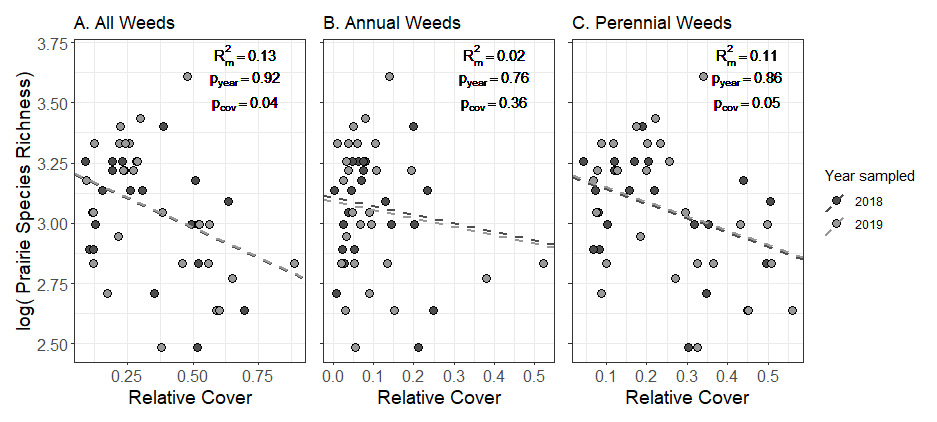 A. All Weeds
B. Annual Weeds
C. Perennial Weeds
log( Prairie Species Richness)
3.75
3.50
3.25
3.00
2.75
2.50
R²m = 0.13
pyear = 0.92
pcov = 0.04
R²m = 0.02
pyear = 0.76
pcov = 0.36
R²m = 0.11
pyear = 0.86
pcov = 0.05
0.25 0.50 0.75
0.0 0.1 0.2 0.3 0.4 0.5
0.1 0.2 0.3 0.4 0.5
Relative Cover
Relative Cover
Relative Cover
Year sampled
2018
2019